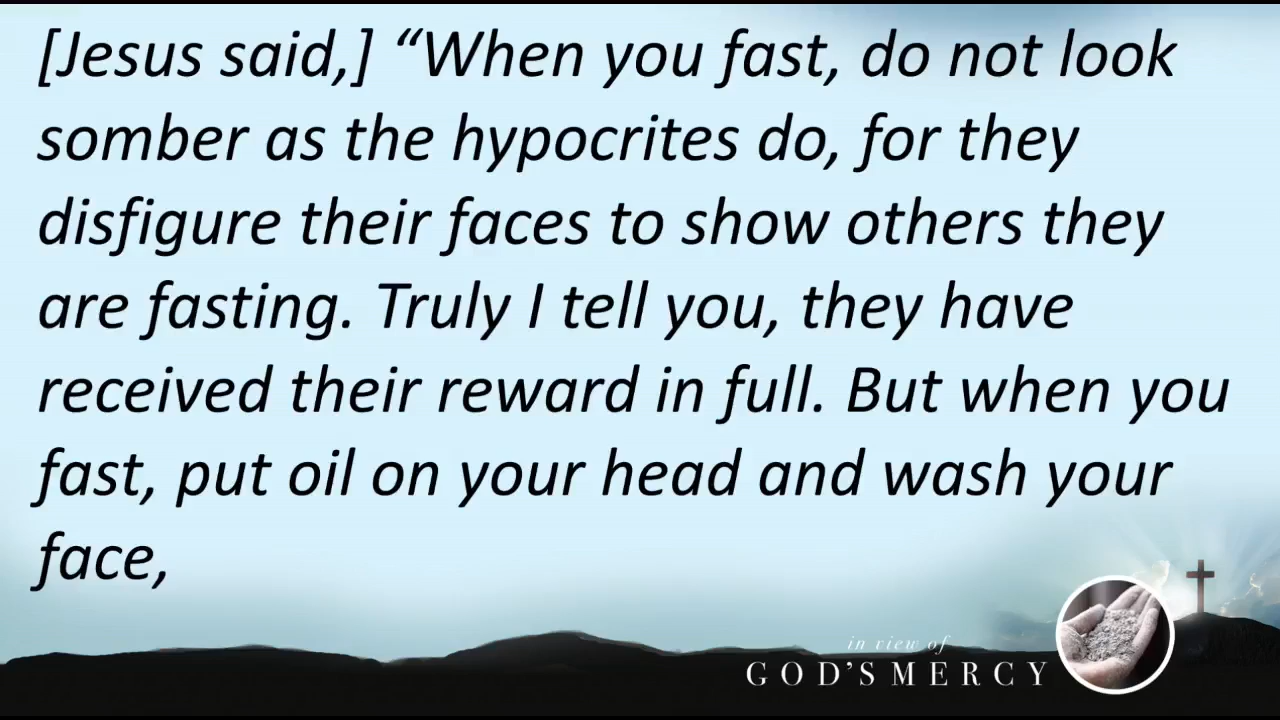 [Jesus said,] “When you fast, do not look
somber as the hypocrites do, for they
disfigure their faces to show others they
are fasting. Truly I tell you, they have
received their reward in full. But when you
fast, put oil on your head and wash your
face,
in view of
GOD’S MERCY